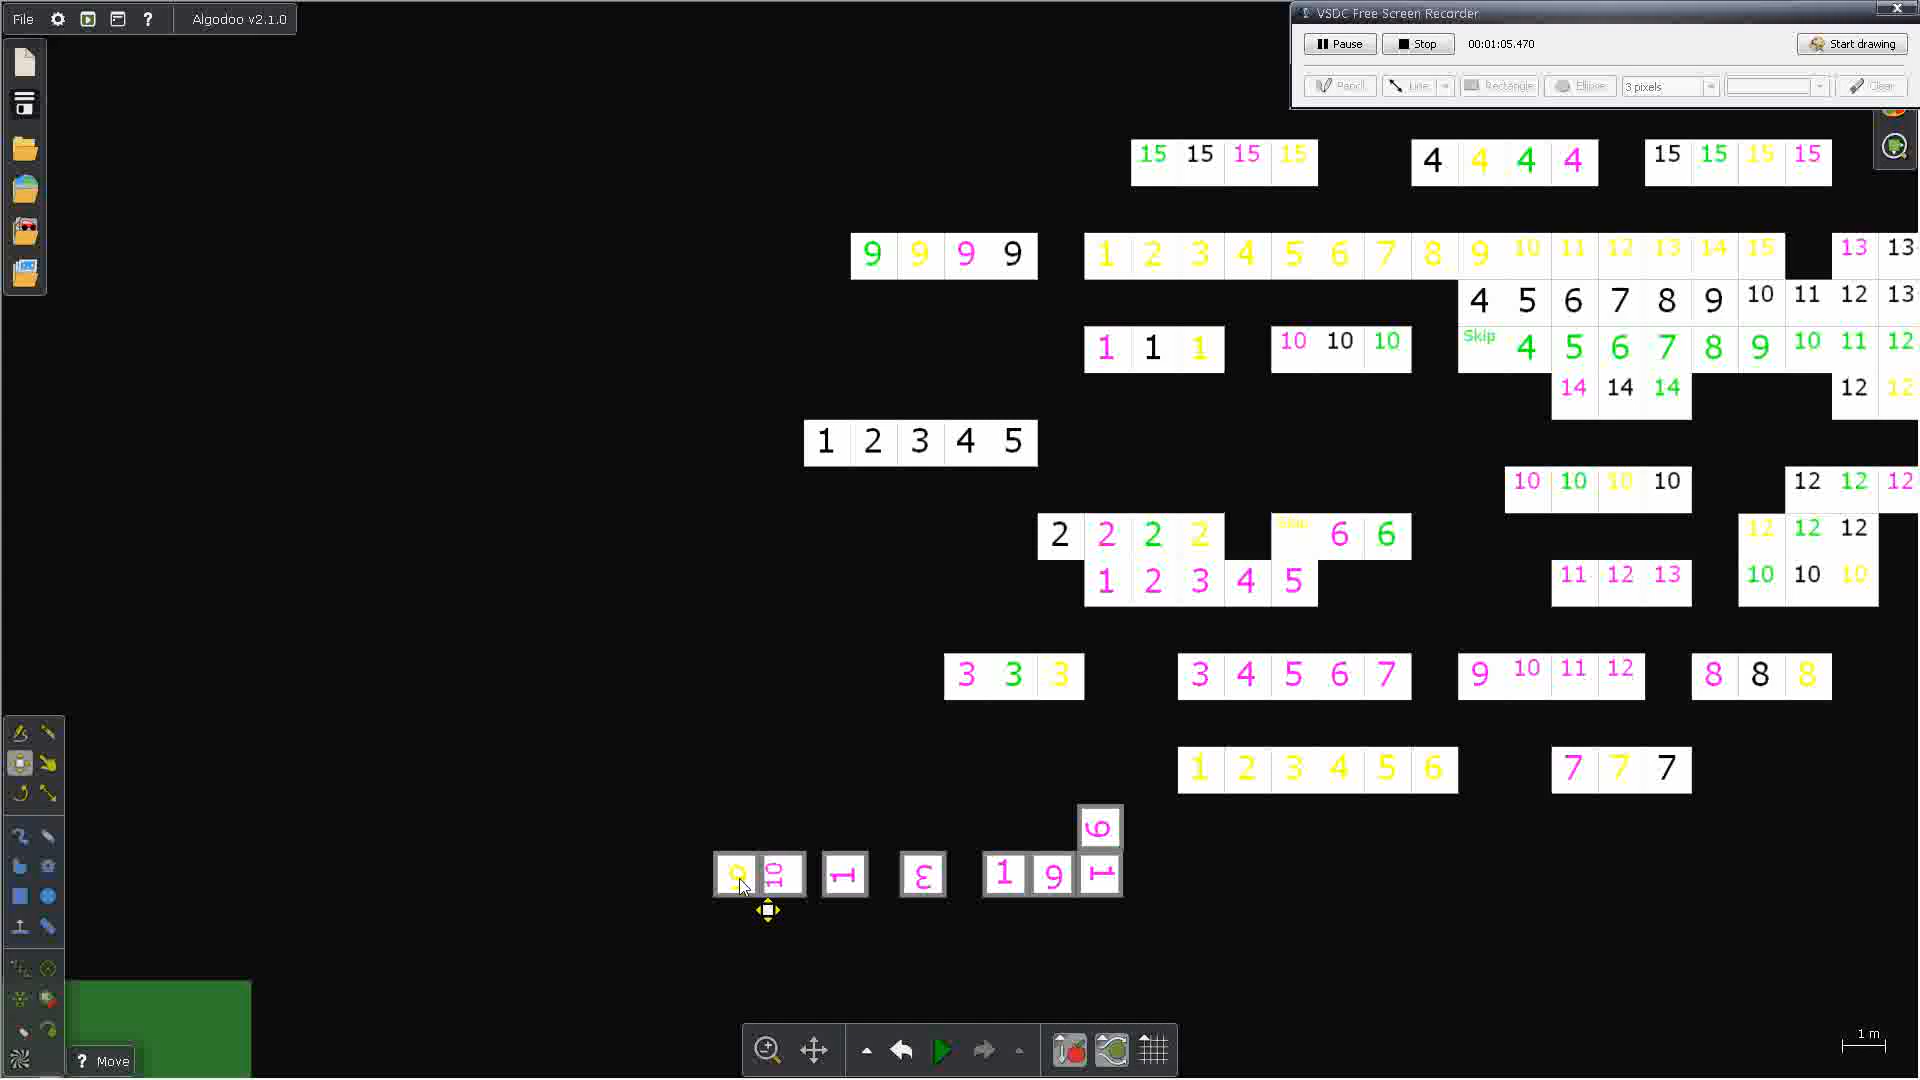 File ? Algodoo v2.1.0
VSDC Free Screen Recorder
Pause Stop 00:01:05.470 Start drawing
Pencil Line Rectangle Ellipse 3 pixels Clear
15 15 15 15 4 4 4 4 15 15 15 15
9 9 9 9 1 2 3 4 5 6 7 8 9 10 11 12 13 14 15 13 13
4 5 6 7 8 9 10 11 12 13
1 1 1 10 10 10 Skip 4 5 6 7 8 9 10 11 12
14 14 14 12 12
1 2 3 4 5
10 10 10 10 12 12 12
2 2 2 2 Skip 6 6 12 12 12
1 2 3 4 5 11 12 13 10 10 10
3 3 3 3 4 5 6 7 9 10 11 12 8 8 8
1 2 3 4 5 6 7 7 7
6
9 10 1 3 1 6 1
? Move
1 m